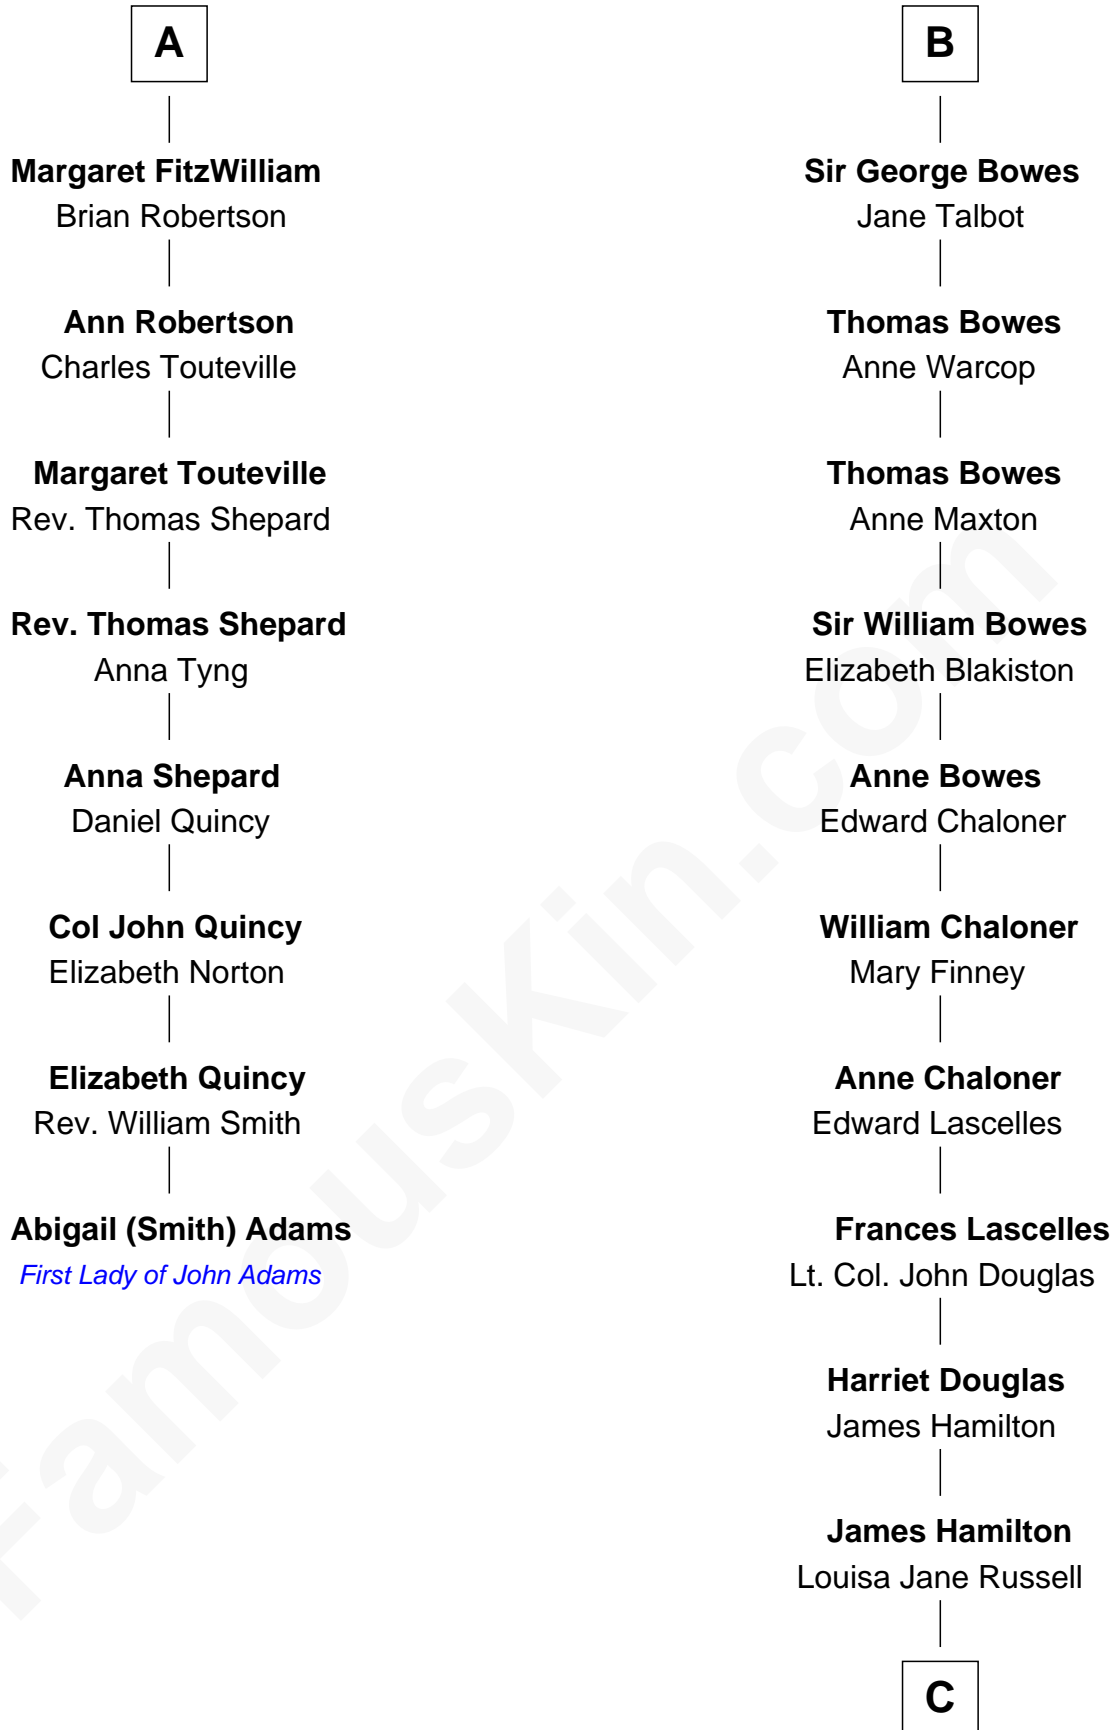 A
Margaret FitzWilliam
Brian Robertson
Ann Robertson
Charles Touteville
Margaret Touteville
Rev. Thomas Shepard
Rev. Thomas Shepard
Anna Tyng
Anna Shepard
Daniel Quincy
Col John Quincy
Elizabeth Norton
Elizabeth Quincy
Rev. William Smith
Abigail (Smith) Adams
First Lady of John Adams
B
Sir George Bowes
Jane Talbot
Thomas Bowes
Anne Warcop
Thomas Bowes
Anne Maxton
Sir William Bowes
Elizabeth Blakiston
Anne Bowes
Edward Chaloner
William Chaloner
Mary Finney
Anne Chaloner
Edward Lascelles
Frances Lascelles
Lt. Col. John Douglas
Harriet Douglas
James Hamilton
James Hamilton
Louisa Jane Russell
C
FamousKin.com